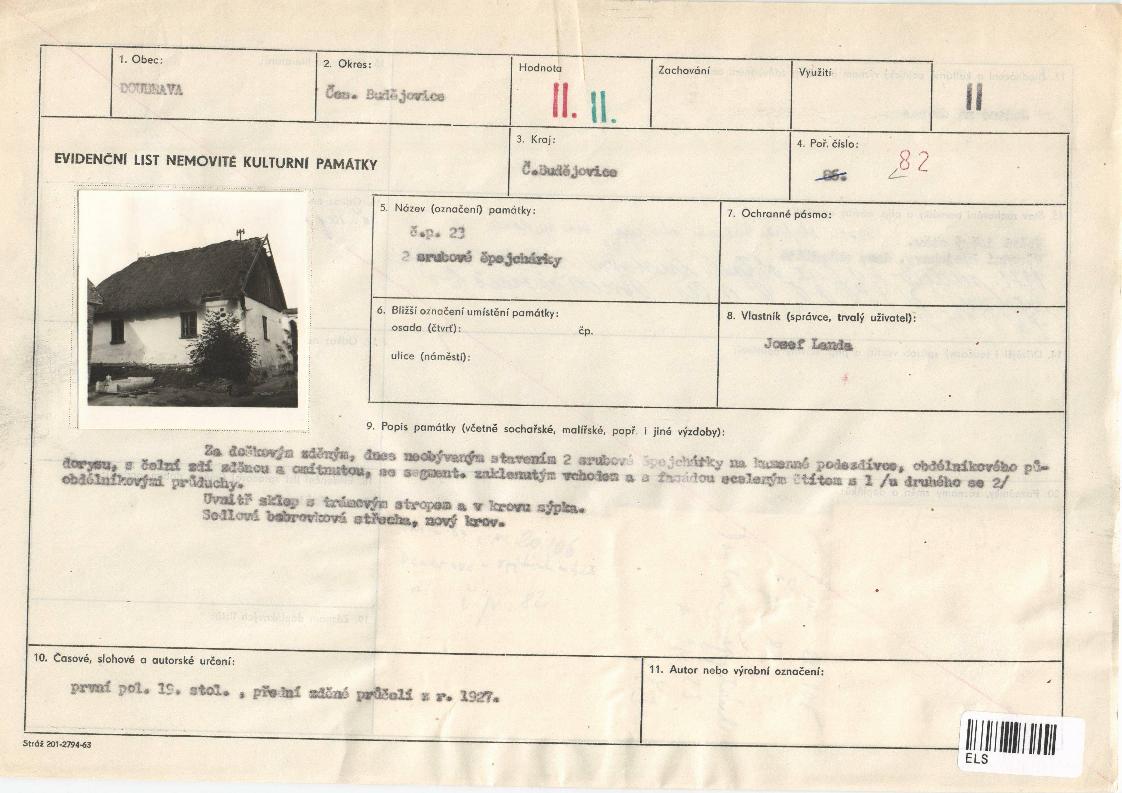 1. Obec:
DOUBRAVA
2. Okres:
Čes. Budějovice
Hodnota
II. II.
Zachování
Využití
II
EVIDENČNÍ LIST NEMOVITÉ KULTURNÍ PAMÁTKY
3. Kraj:
Č.Budějovice
4. Poř. číslo:
82
5. Název (označení) památky:
č.p. 23
2 srubové špejchárky
7. Ochranné pásmo:
6. Bližší označení umístění památky:
osada (čtvrť): čp.
ulice (náměstí):
8. Vlastník (správce, trvalý uživatel):
Josef Landa
9. Popis památky (včetně sochařské, malířské, popř. i jiné výzdoby):
Za doškovým zděným, dnes neobývaným stavením 2 srubové špejchárky na kamenné podezdívce, obdélníkového pů-
dorysu, s čelní zdí zděnou a omítnutou, se segment. zaklenutým vchodem a s fasádou sceleným štítem s 1 /u druhého se 2/
obdélníkovými průduchy.
Uvnitř sklep s trámovým stropem a v krovu sýpka.
Sedlová bobrovková střecha, nový krov.
10. Časové, slohové a autorské určení:
první pol. 19. stol. , přední zděné průčelí z r. 1927.
11. Autor nebo výrobní označení:
Stráž 201-2794-63
ELS